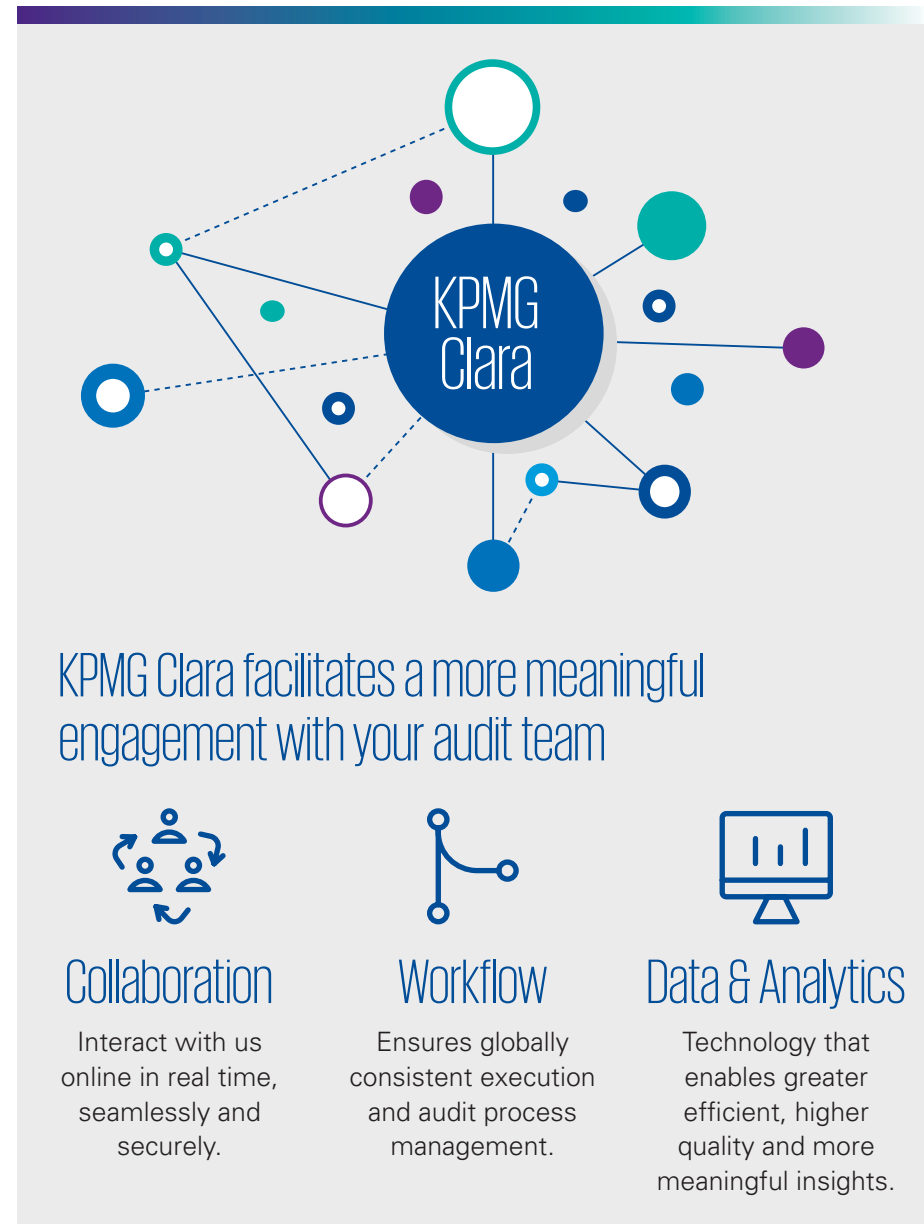 KPMG
Clara
KPMG Clara facilitates a more meaningful
engagement with your audit team
Collaboration
Interact with us
online in real time,
seamlessly and
securely.
Workflow
Ensures globally
consistent execution
and audit process
management.
Data & Analytics
Technology that
enables greater
efficient, higher
quality and more
meaningful insights.